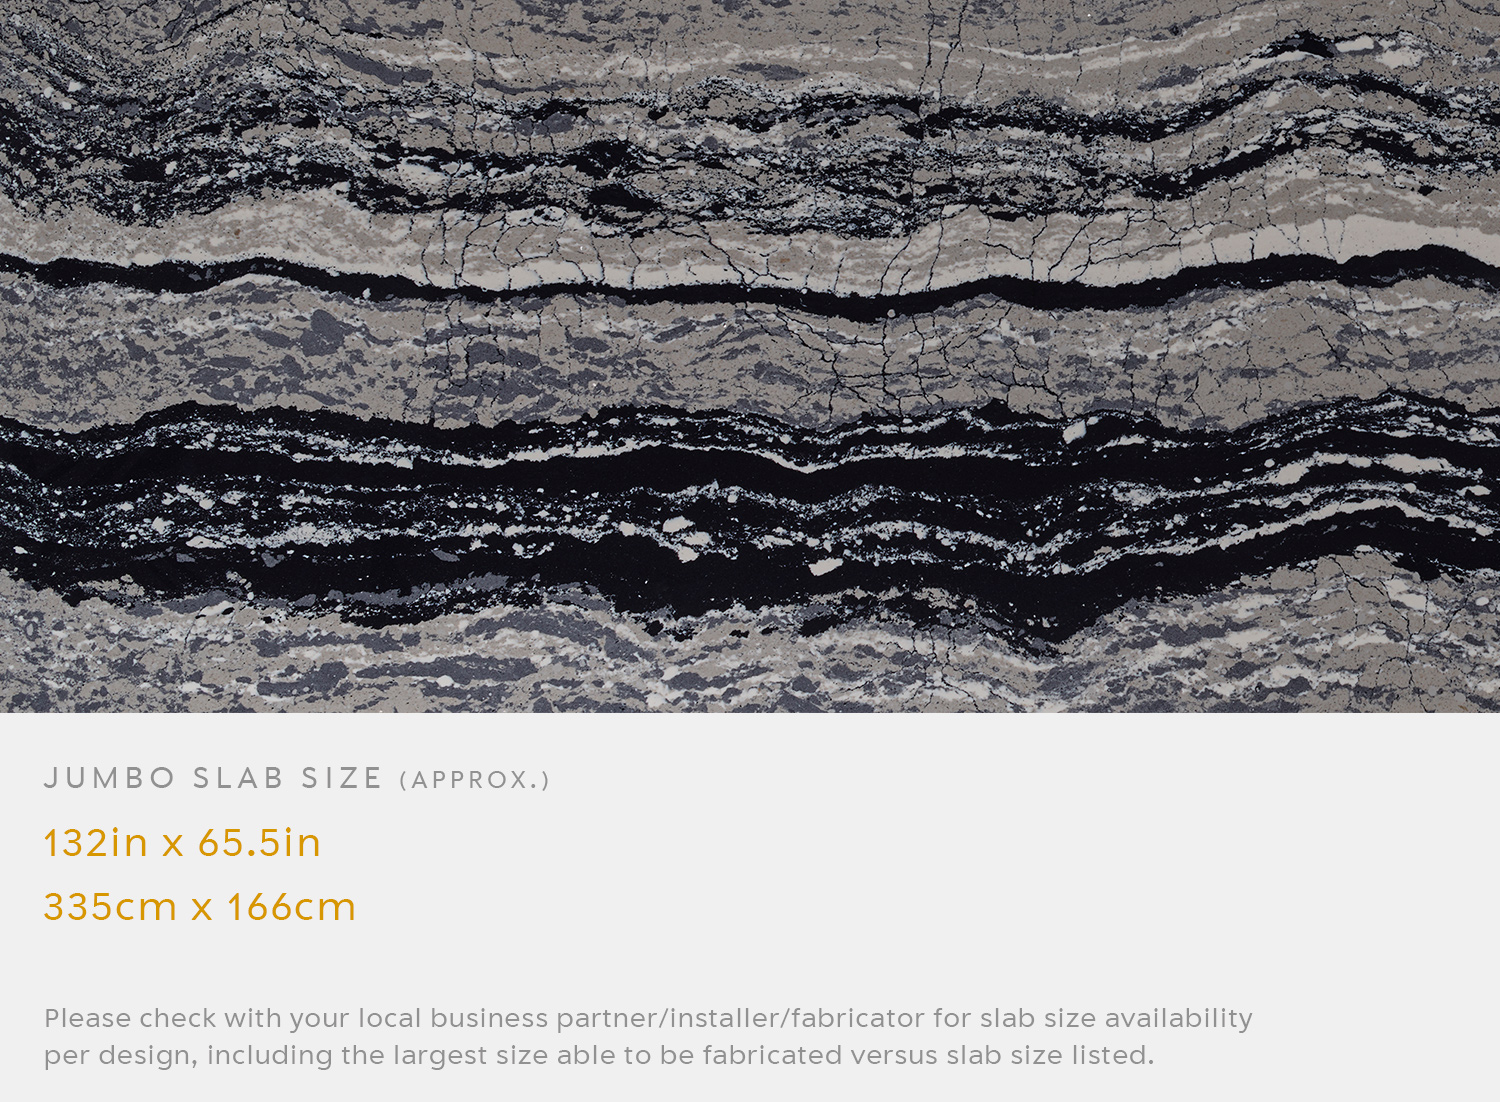 JUMBO SLAB SIZE (APPROX.)
132in x 65.5in
335cm x 166cm
Please check with your local business partner/installer/fabricator for slab size availability
per design, including the largest size able to be fabricated versus slab size listed.